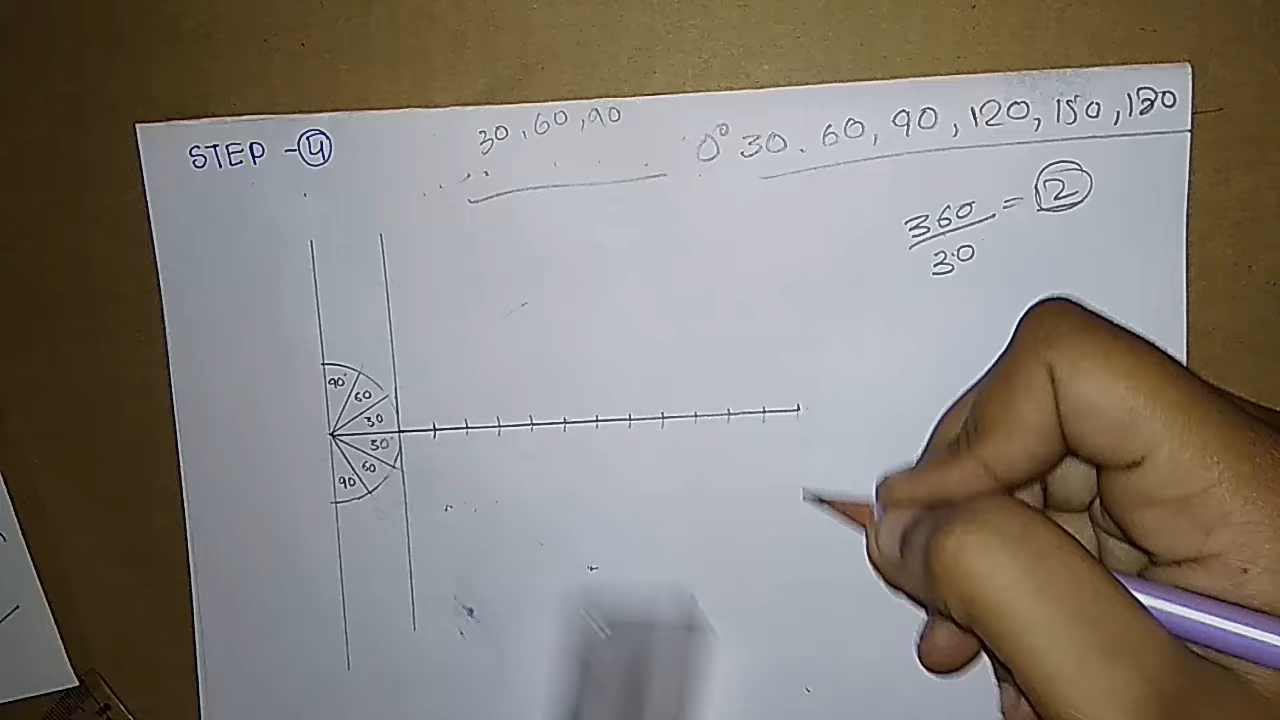 STEP - 4
30, 60, 90
0° 30. 60, 90, 120, 150, 180
360/30 = 12
90°
60
30
30°
60
90